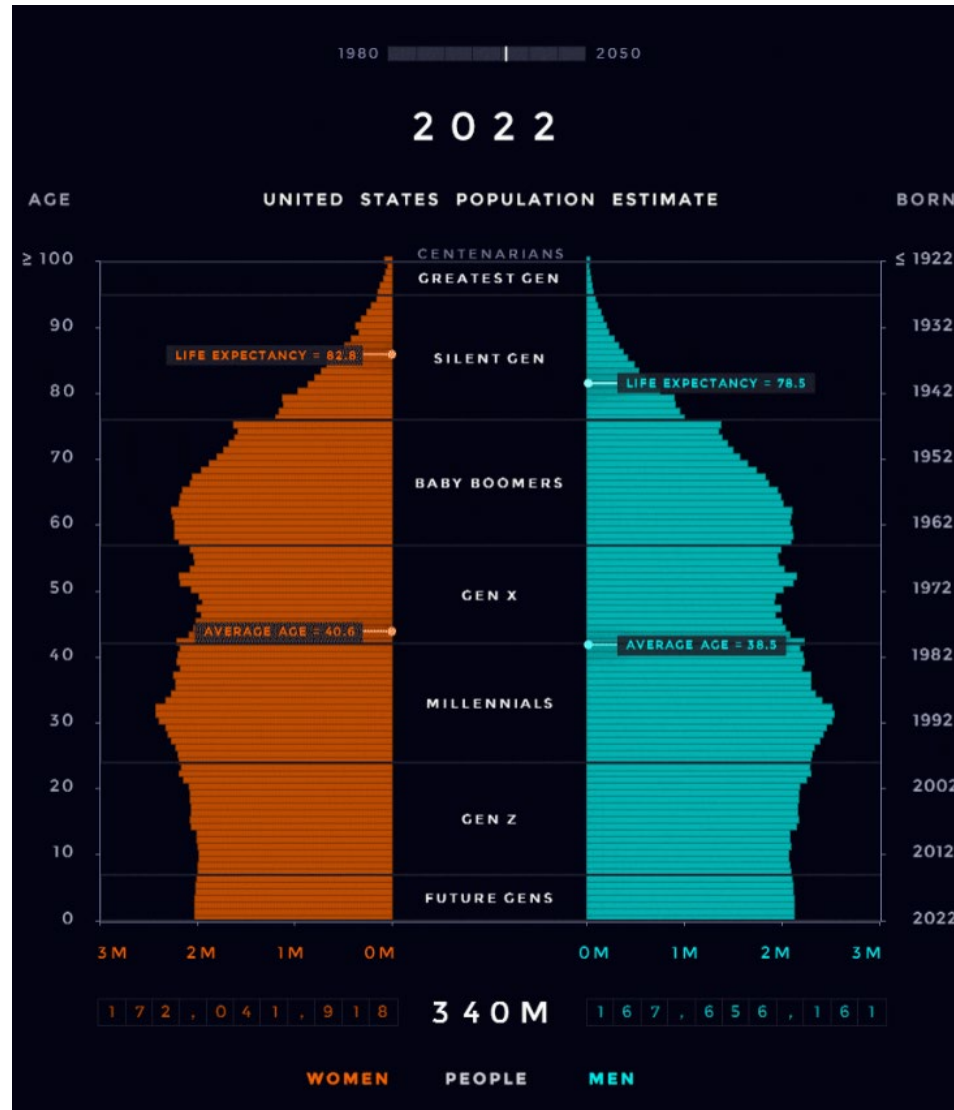 1980 2050
2022
AGE UNITED STATES POPULATION ESTIMATE BORN
CENTENARIANS
≥ 100 ≤ 1922
GREATEST GEN
90 1932
LIFE EXPECTANCY = 82.8 SILENT GEN
LIFE EXPECTANCY = 78.5
80 1942
70 1952
BABY BOOMERS
60 1962
50 1972
GEN X
AVERAGE AGE = 40.6
AVERAGE AGE = 38.5
40 1982
MILLENNIALS
30 1992
20 2002
GEN Z
10 2012
FUTURE GENS
0 2022
3M 2M 1M 0M 0M 1M 2M 3M
172,041,918 340M 167,656,161
WOMEN PEOPLE MEN